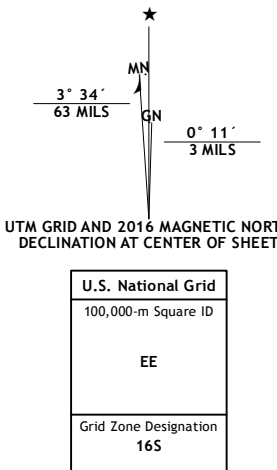 ★
MN
3° 34´
63 MILS
GN
0° 11´
3 MILS
UTM GRID AND 2016 MAGNETIC NORT
DECLINATION AT CENTER OF SHEET
U.S. National Grid
100,000-m Square ID
EE
Grid Zone Designation
16S